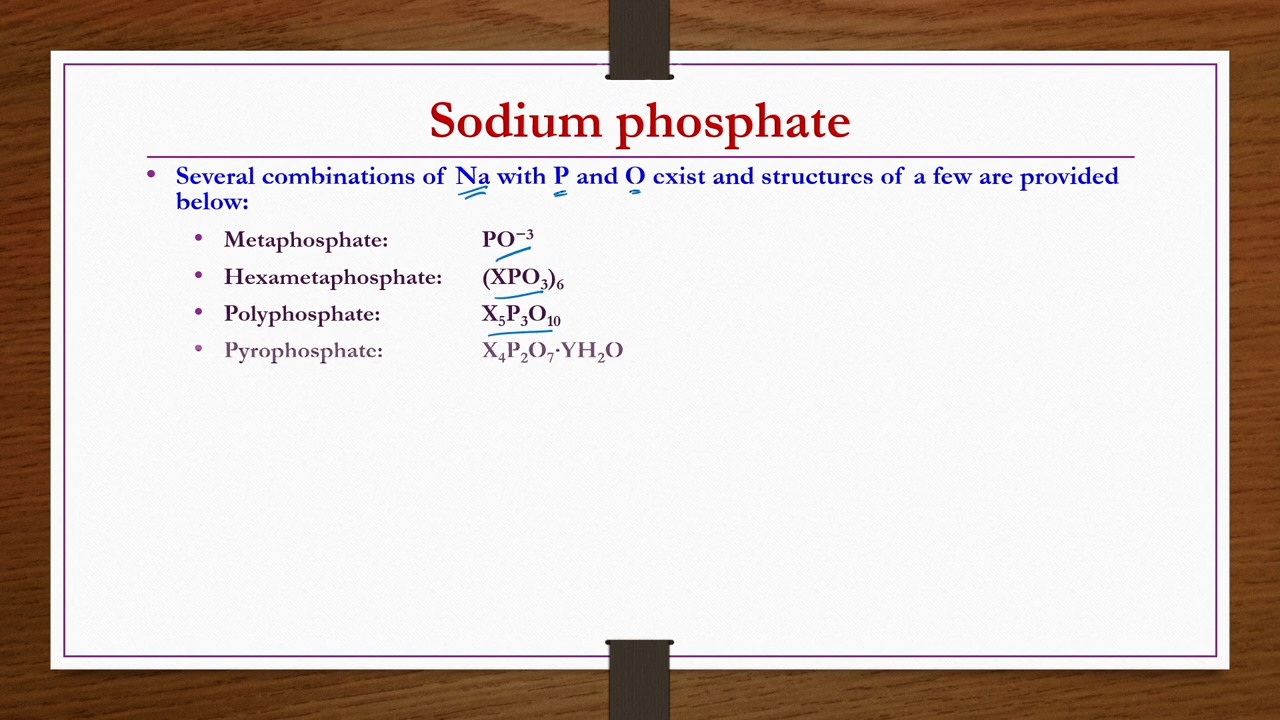 Sodium phosphate
• Several combinations of Na with P and O exist and structures of a few are provided
below:
• Metaphosphate: PO⁻³
• Hexametaphosphate: (XPO₃)₆
• Polyphosphate: X₅P₃O₁₀
• Pyrophosphate: X₄P₂O₇·YH₂O